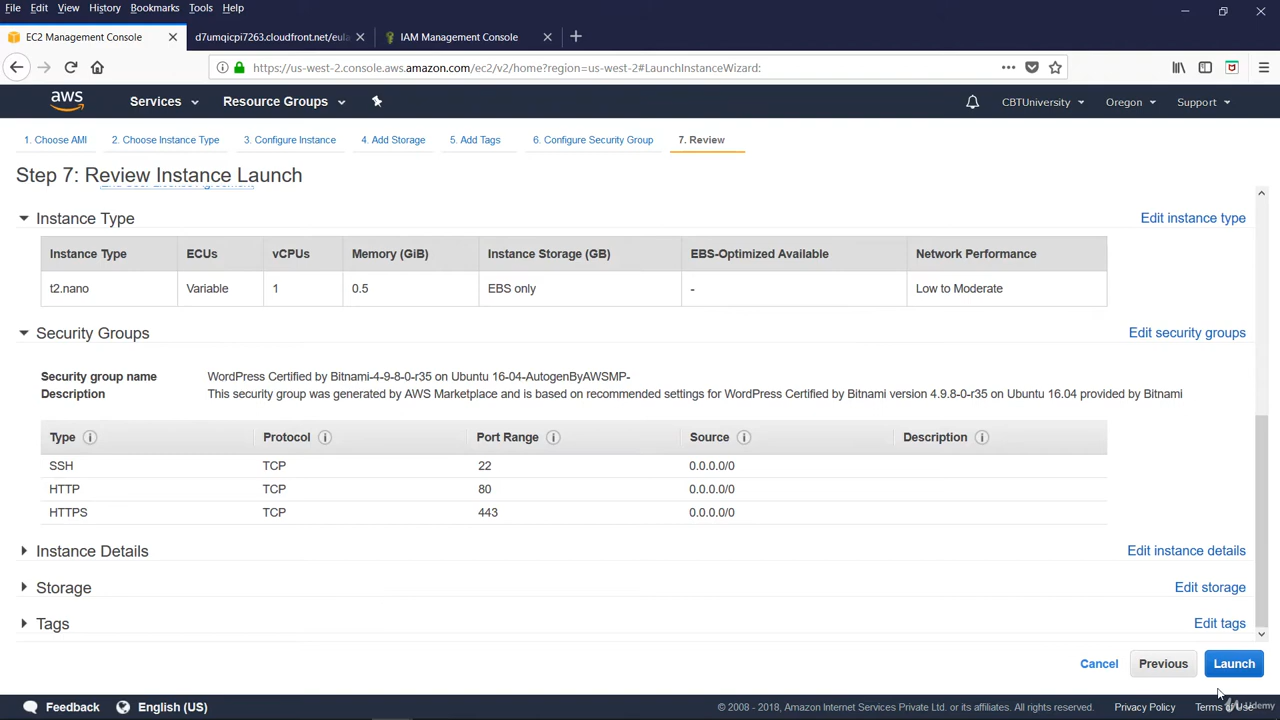 File Edit View History Bookmarks Tools Help
EC2 Management Console
d7umqicpi7263.cloudfront.net/eula
IAM Management Console
https://us-west-2.console.aws.amazon.com/ec2/v2/home?region=us-west-2#LaunchInstanceWizard:
aws Services Resource Groups CBTUniversity Oregon Support
1. Choose AMI 2. Choose Instance Type 3. Configure Instance 4. Add Storage 5. Add Tags 6. Configure Security Group 7. Review
Step 7: Review Instance Launch
End User License Agreement
Instance Type Edit instance type
Instance Type ECUs vCPUs Memory (GiB) Instance Storage (GB) EBS-Optimized Available Network Performance
t2.nano Variable 1 0.5 EBS only - Low to Moderate
Security Groups Edit security groups
Security group name WordPress Certified by Bitnami-4-9-8-0-r35 on Ubuntu 16-04-AutogenByAWSMP-
Description This security group was generated by AWS Marketplace and is based on recommended settings for WordPress Certified by Bitnami version 4.9.8-0-r35 on Ubuntu 16.04 provided by Bitnami
Type Protocol Port Range Source Description
SSH TCP 22 0.0.0.0/0
HTTP TCP 80 0.0.0.0/0
HTTPS TCP 443 0.0.0.0/0
Instance Details Edit instance details
Storage Edit storage
Tags Edit tags
Cancel Previous Launch
Feedback English (US) © 2008 - 2018, Amazon Internet Services Private Ltd. or its affiliates. All rights reserved. Privacy Policy Terms of Use
Udemy